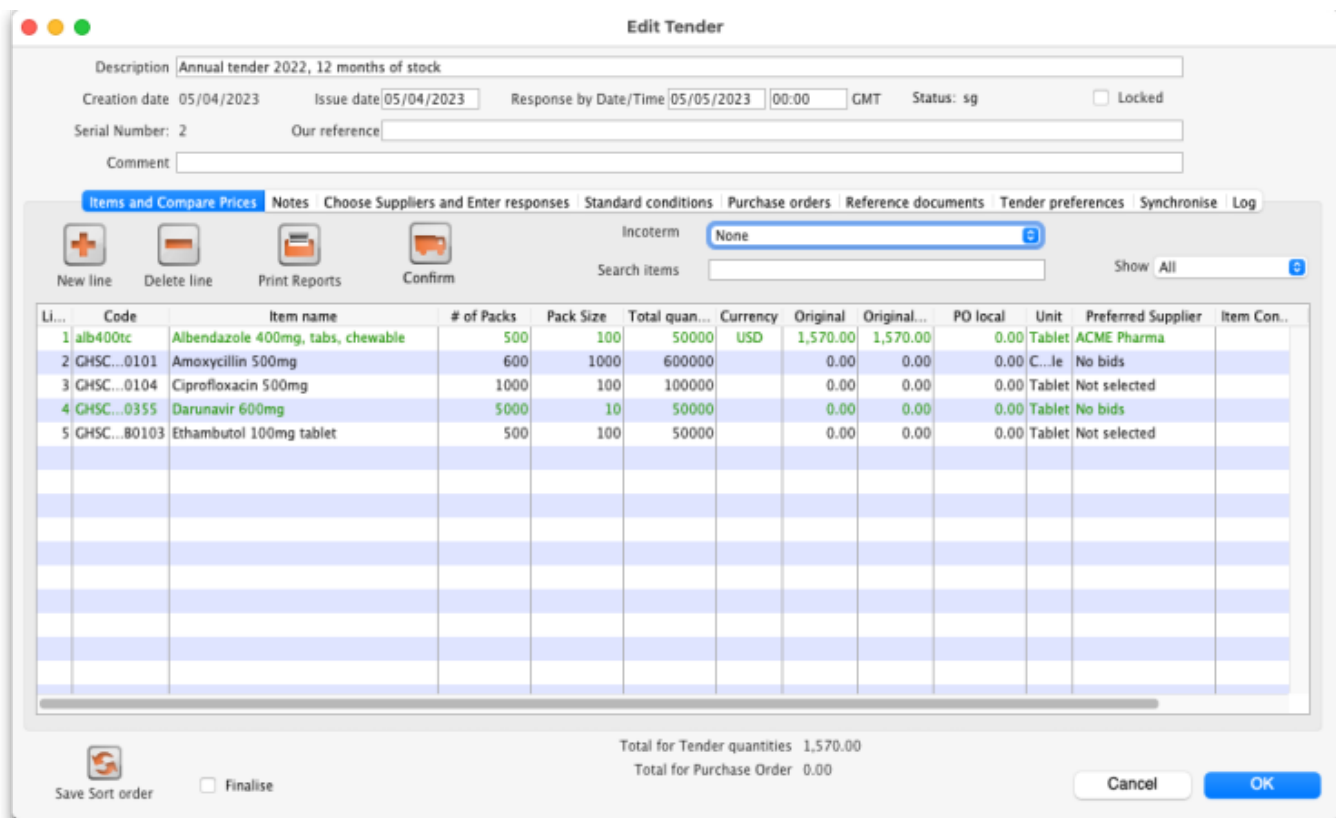 Edit Tender
Description Annual tender 2022, 12 months of stock
Creation date 05/04/2023 Issue date 05/04/2023 Response by Date/Time 05/05/2023 00:00 GMT Status: sg Locked
Serial Number: 2 Our reference
Comment
Items and Compare Prices Notes Choose Suppliers and Enter responses Standard conditions Purchase orders Reference documents Tender preferences Synchronise Log
Incoterm None
Search items Show All
New line Delete line Print Reports Confirm
Li... Code Item name # of Packs Pack Size Total quan... Currency Original Original... PO local Unit Preferred Supplier Item Con..
1 alb400tc Albendazole 400mg, tabs, chewable 500 100 50000 USD 1,570.00 1,570.00 0.00 Tablet ACME Pharma
2 GHSC...0101 Amoxycillin 500mg 600 1000 600000 0.00 0.00 0.00 C...le No bids
3 GHSC...0104 Ciprofloxacin 500mg 1000 100 100000 0.00 0.00 0.00 Tablet Not selected
4 GHSC...0355 Darunavir 600mg 5000 10 50000 0.00 0.00 0.00 Tablet No bids
5 GHSC...80103 Ethambutol 100mg tablet 500 100 50000 0.00 0.00 0.00 Tablet Not selected
Total for Tender quantities 1,570.00
Total for Purchase Order 0.00
Save Sort order Finalise Cancel OK